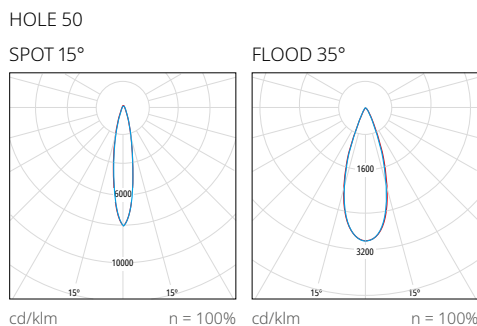 HOLE 50
SPOT 15°
6000
10000
15° 15°
cd/klm n = 100%
FLOOD 35°
1600
3200
15° 15°
cd/klm n = 100%